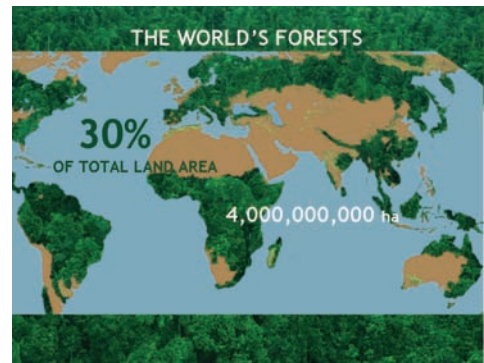 THE WORLD'S FORESTS
30%
OF TOTAL LAND AREA
4,000,000,000 ha